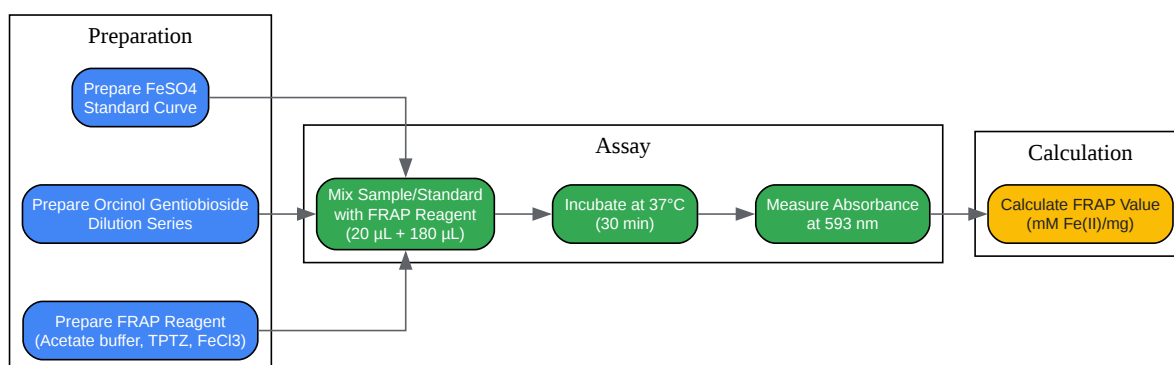 Preparation
Prepare FeSO4
Standard Curve
Prepare Orcinol Gentiobioside
Dilution Series
Prepare FRAP Reagent
(Acetate buffer, TPTZ, FeCl3)
Assay
Mix Sample/Standard
with FRAP Reagent
(20 µL + 180 µL)
Incubate at 37°C
(30 min)
Measure Absorbance
at 593 nm
Calculation
Calculate FRAP Value
(mM Fe(II)/mg)